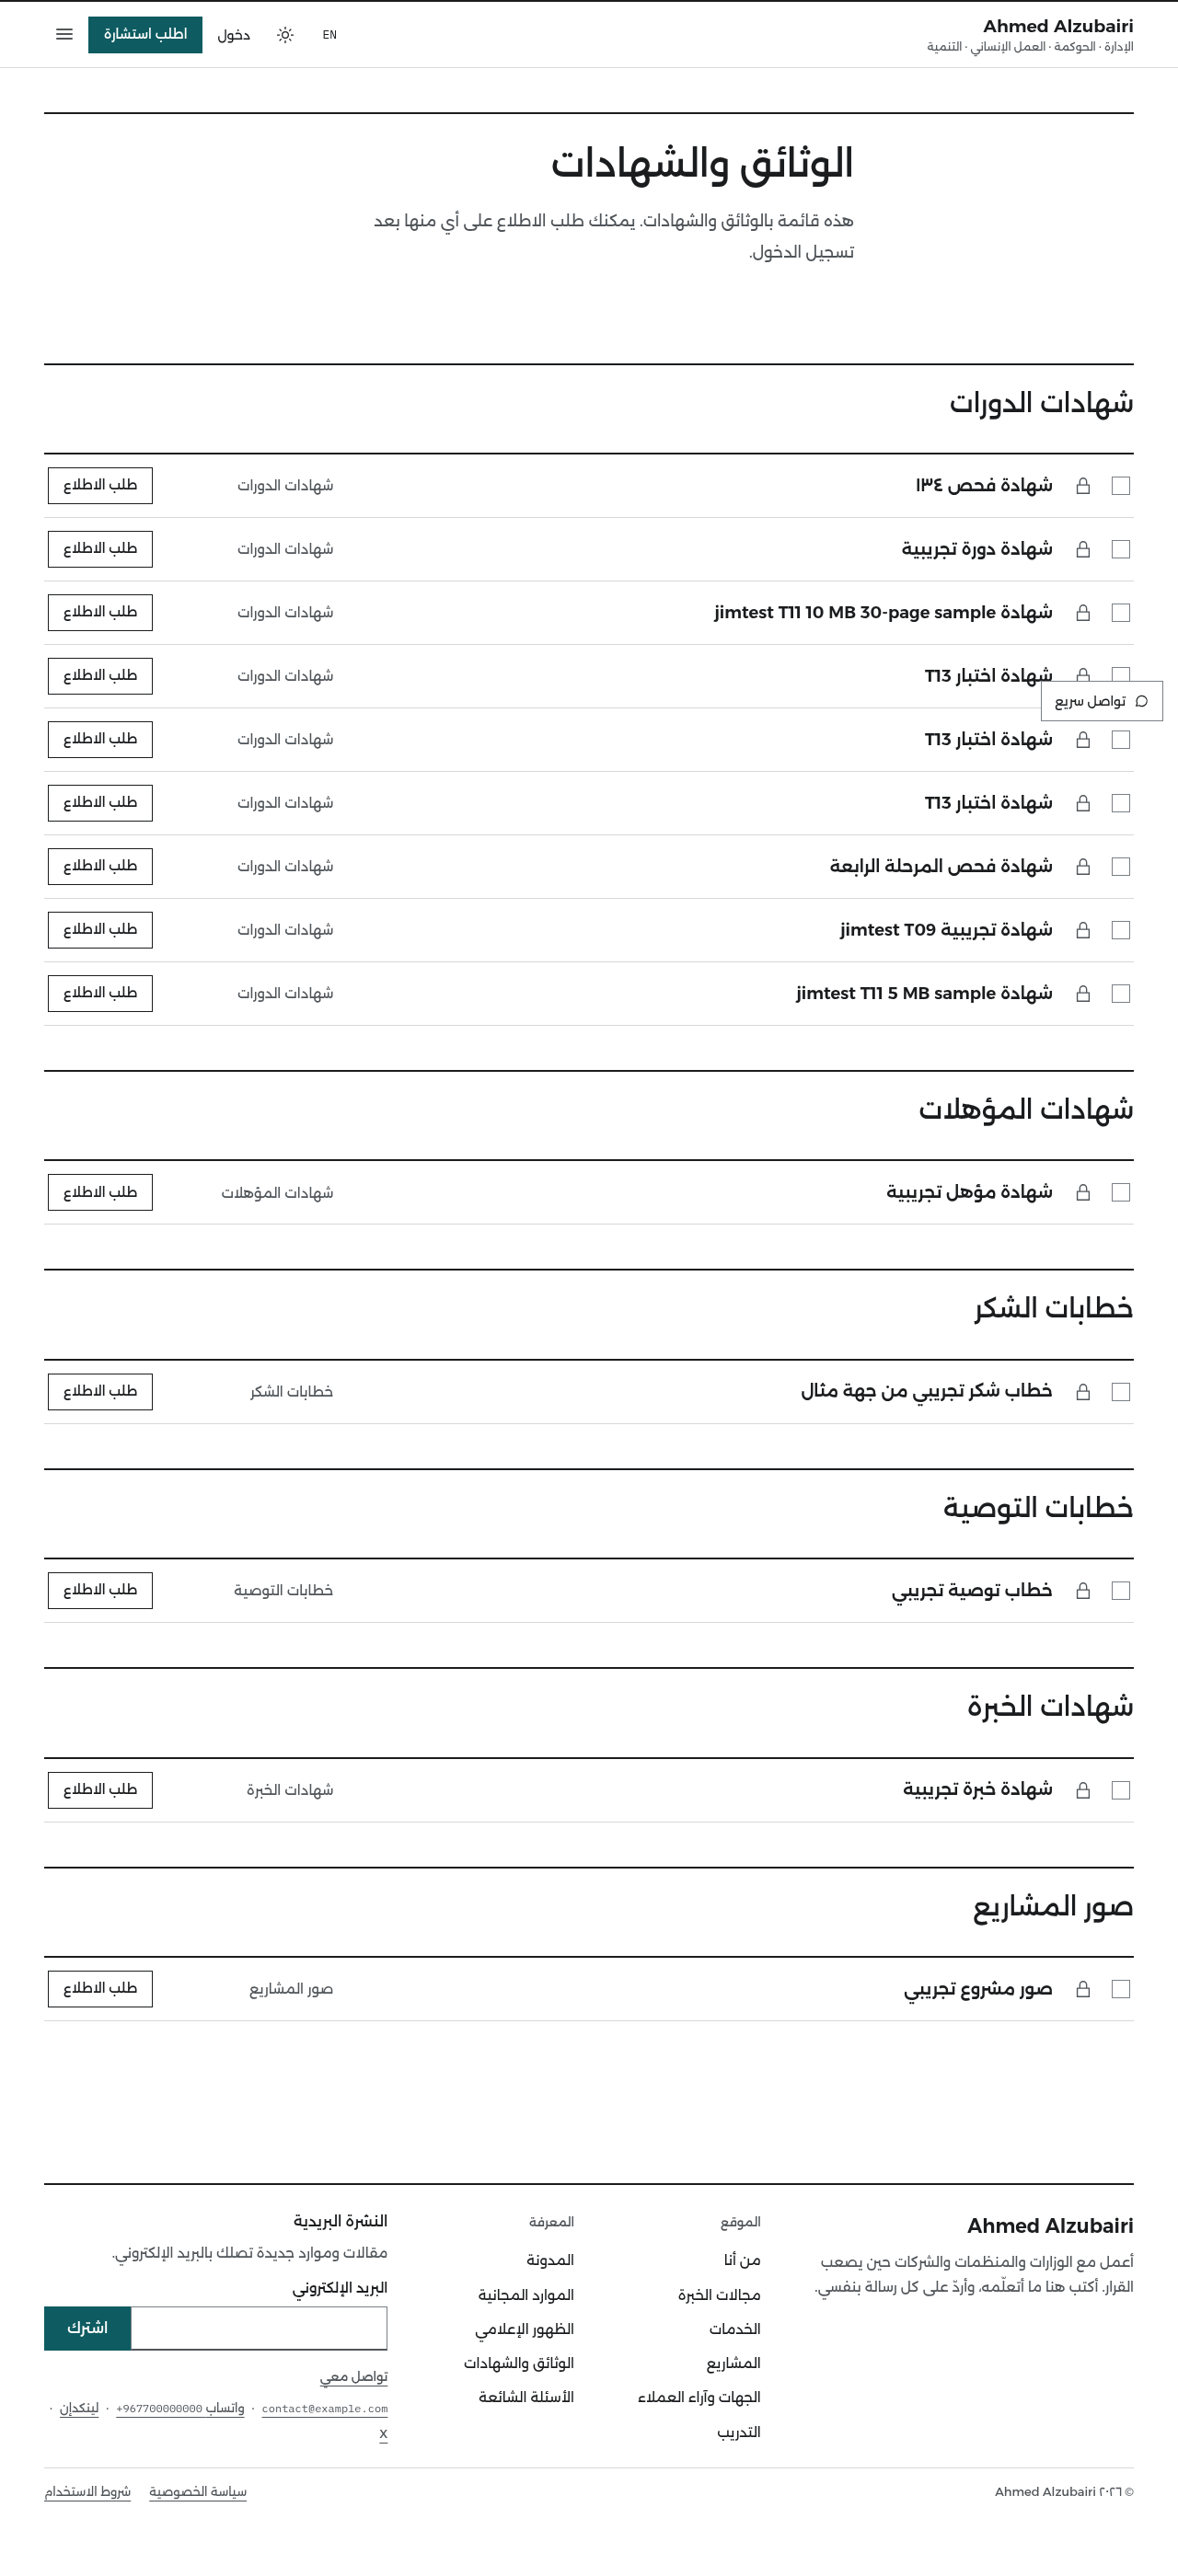 Ahmed Alzubairi
الإدارة · الحوكمة · العمل الإنساني · التنمية
EN
دخول
اطلب استشارة
الوثائق والشهادات
هذه قائمة بالوثائق والشهادات. يمكنك طلب الاطلاع على أي منها بعد
تسجيل الدخول.
شهادات الدورات
شهادة فحص ١٣٤ شهادات الدورات طلب الاطلاع
شهادة دورة تجريبية شهادات الدورات طلب الاطلاع
شهادة jimtest T11 10 MB 30-page sample شهادات الدورات طلب الاطلاع
شهادة اختبار T13 شهادات الدورات طلب الاطلاع
تواصل سريع
شهادة اختبار T13 شهادات الدورات طلب الاطلاع
شهادة اختبار T13 شهادات الدورات طلب الاطلاع
شهادة فحص المرحلة الرابعة شهادات الدورات طلب الاطلاع
شهادة تجريبية jimtest T09 شهادات الدورات طلب الاطلاع
شهادة jimtest T11 5 MB sample شهادات الدورات طلب الاطلاع
شهادات المؤهلات
شهادة مؤهل تجريبية شهادات المؤهلات طلب الاطلاع
خطابات الشكر
خطاب شكر تجريبي من جهة مثال خطابات الشكر طلب الاطلاع
خطابات التوصية
خطاب توصية تجريبي خطابات التوصية طلب الاطلاع
شهادات الخبرة
شهادة خبرة تجريبية شهادات الخبرة طلب الاطلاع
صور المشاريع
صور مشروع تجريبي صور المشاريع طلب الاطلاع
Ahmed Alzubairi
أعمل مع الوزارات والمنظمات والشركات حين يصعب
القرار. أكتب هنا ما أتعلّمه، وأردّ على كل رسالة بنفسي.
الموقع
من أنا
مجالات الخبرة
الخدمات
المشاريع
الجهات وآراء العملاء
التدريب
المعرفة
المدونة
الموارد المجانية
الظهور الإعلامي
الوثائق والشهادات
الأسئلة الشائعة
النشرة البريدية
مقالات وموارد جديدة تصلك بالبريد الإلكتروني.
البريد الإلكتروني
اشترك
تواصل معي
contact@example.com · واتساب +967700000000 · لينكدإن ·
X
© ٢٠٢٦ Ahmed Alzubairi
سياسة الخصوصية شروط الاستخدام